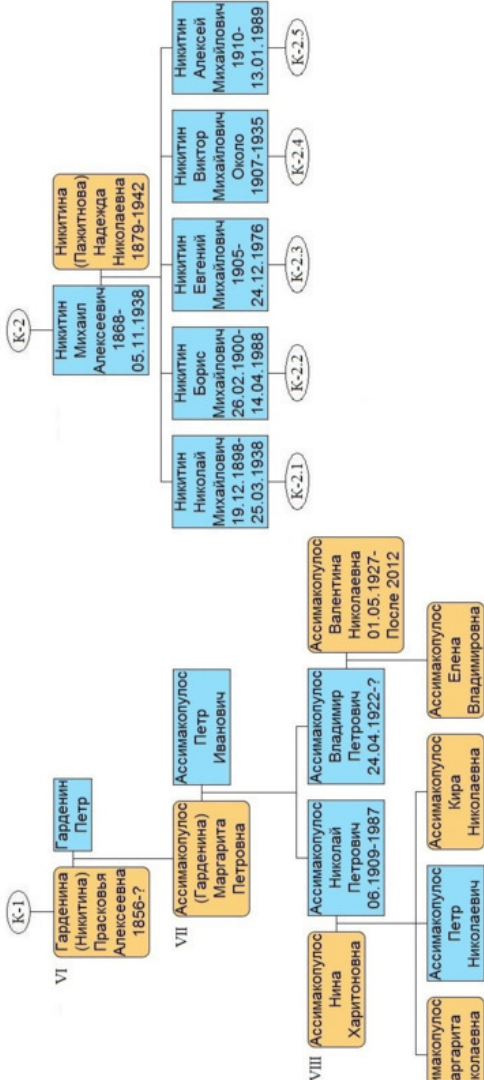 К-1
VI
Гарденина
(Никитина)
Прасковья
Алексеевна
1856-?
Гарденин
Петр
VII
Ассимакопулос
(Гарденина)
Маргарита
Петровна
Ассимакопулос
Петр
Иванович
VIII
Ассимакопулос
Нина
Харитоновна
Ассимакопулос
Николай
Петрович
06.1909-1987
Ассимакопулос
Владимир
Петрович
24.04.1922-?
Ассимакопулос
Валентина
Николаевна
01.05.1927-
После 2012
Ассимакопулос
Петр
Николаевич
Ассимакопулос
Кира
Николаевна
Ассимакопулос
Елена
Владимировна
К-2
Никитин
Михаил
Алексеевич
1868-
05.11.1938
Никитина
(Пажитнова)
Надежда
Николаевна
1879-1942
Никитин
Николай
Михайлович
19.12.1898-
25.03.1938
К-2.1
Никитин
Борис
Михайлович
26.02.1900-
14.04.1988
К-2.2
Никитин
Евгений
Михайлович
1905-
24.12.1976
К-2.3
Никитин
Виктор
Михайлович
Около
1907-1935
К-2.4
Никитин
Алексей
Михайлович
1910-
13.01.1989
К-2.5